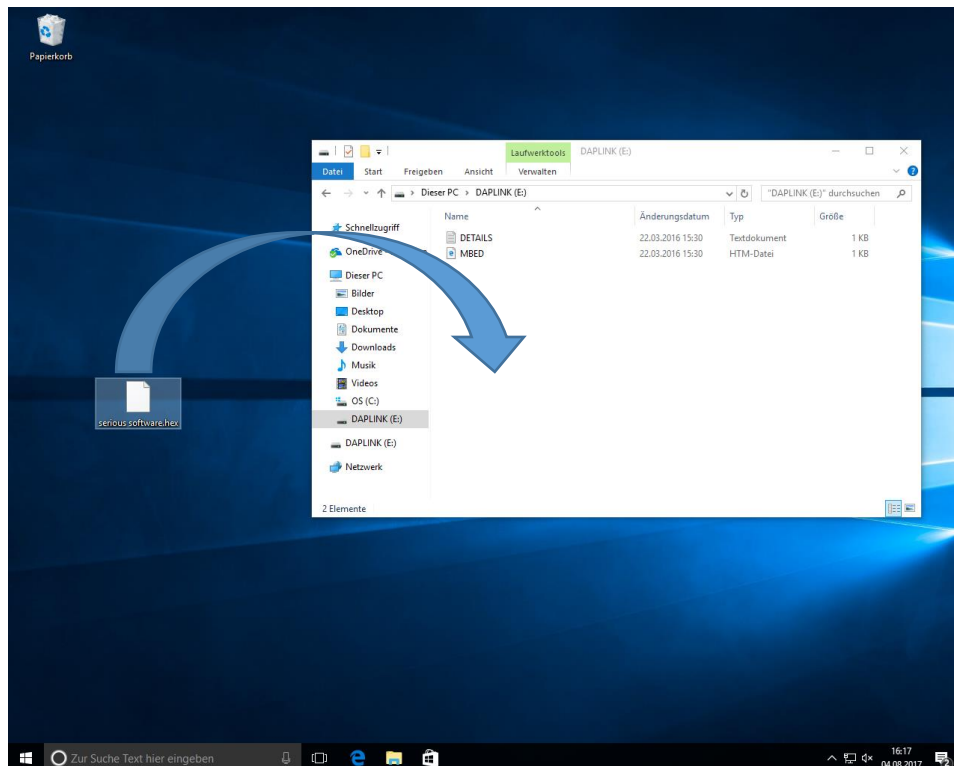 Papierkorb
Laufwerktools DAPLINK (E:)
Datei Start Freigeben Ansicht Verwalten
Dieser PC > DAPLINK (E:) "DAPLINK (E:)" durchsuchen
Name Änderungsdatum Typ Größe
Schnellzugriff
DETAILS 22.03.2016 15:30 Textdokument 1 KB
OneDrive
MBED 22.03.2016 15:30 HTM-Datei 1 KB
Dieser PC
Bilder
Desktop
Dokumente
Downloads
Musik
Videos
OS (C:)
DAPLINK (E:)
serious software.hex
DAPLINK (E:)
Netzwerk
2 Elemente
Zur Suche Text hier eingeben
16:17
04.08.2017
2